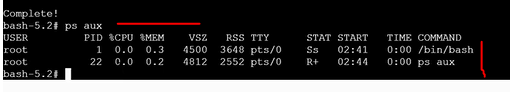 Complete!
bash-5.2# ps aux
USER PID %CPU %MEM VSZ RSS TTY STAT START TIME COMMAND
root 1 0.0 0.3 4500 3648 pts/0 Ss 02:41 0:00 /bin/bash
root 22 0.0 0.2 4812 2552 pts/0 R+ 02:44 0:00 ps aux
bash-5.2#